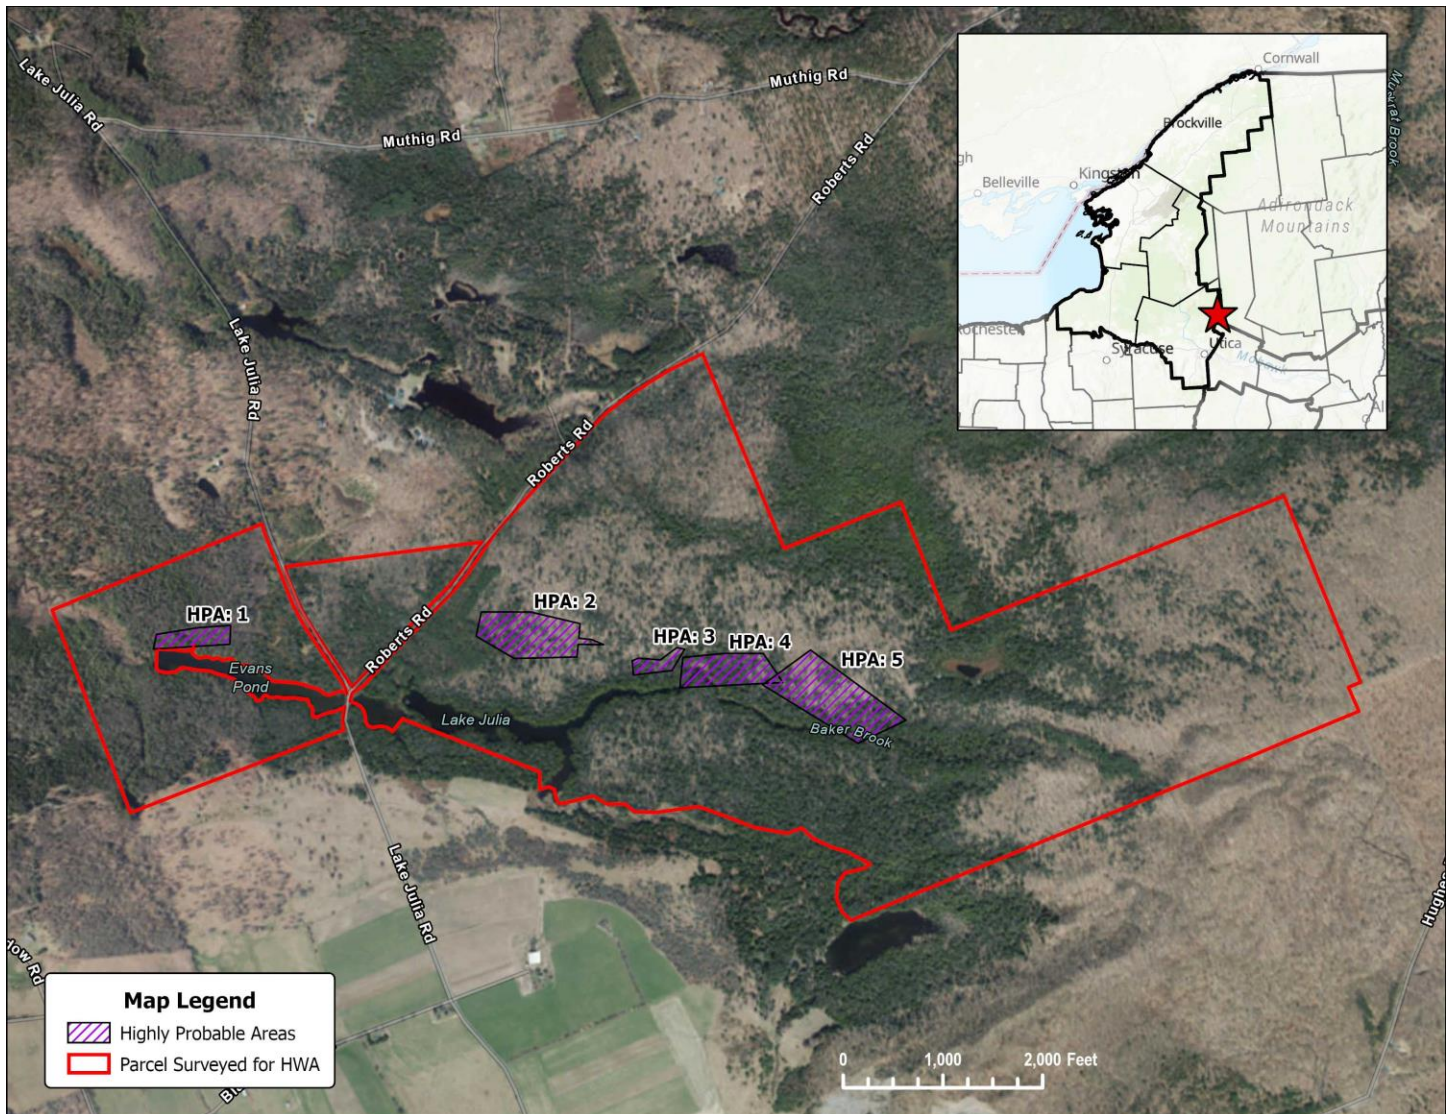 Lake Julia Rd
Muthig Rd
Muthig Rd
Roberts Rd
Lake Julia Rd
Roberts Rd
Roberts Rd
Cornwall
Brockville
Kingston
Belleville
Adirondack
Mountains
Syracuse
Utica
HPA: 1
HPA: 2
HPA: 3
HPA: 4
HPA: 5
Evans
Pond
Lake Julia
Baker Brook
Lake Julia Rd
Map Legend
Highly Probable Areas
Parcel Surveyed for HWA
0 1,000 2,000 Feet